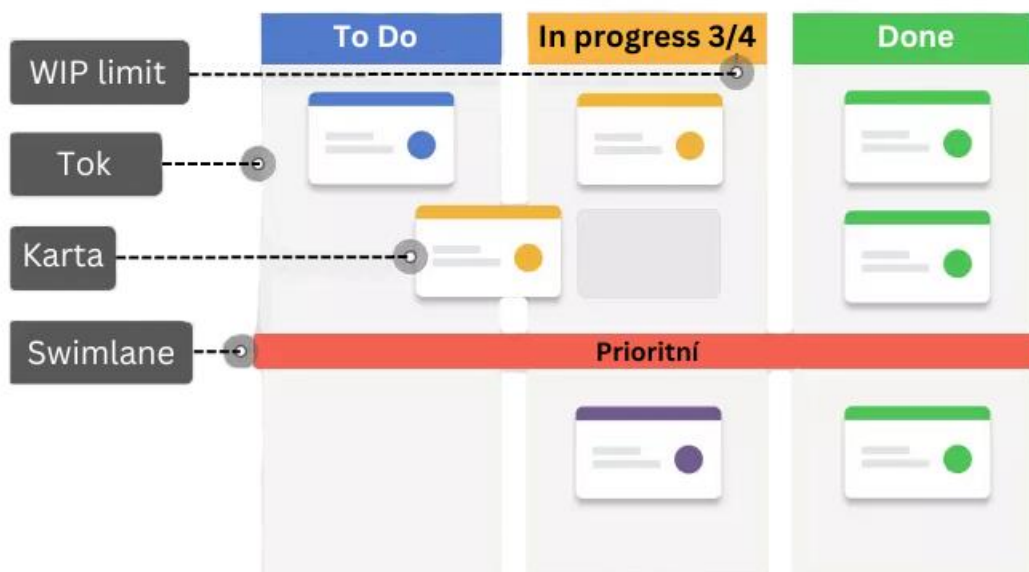 To Do
In progress 3/4
Done
WIP limit
Tok
Karta
Swimlane
Prioritní